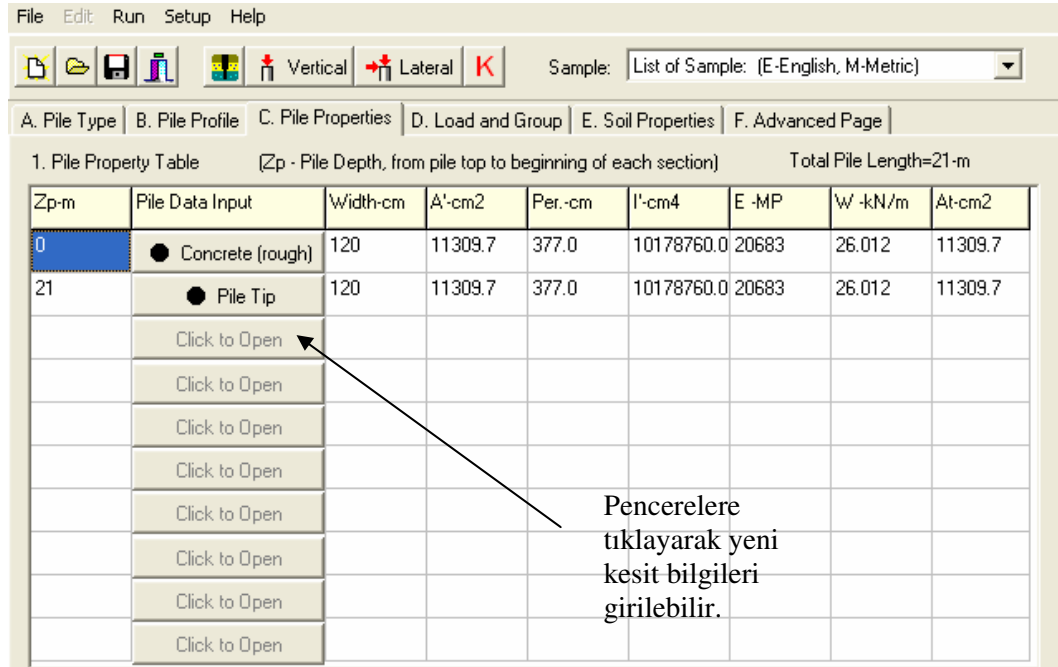 File Edit Run Setup Help
Vertical Lateral K Sample: List of Sample: (E-English, M-Metric)
A. Pile Type B. Pile Profile C. Pile Properties D. Load and Group E. Soil Properties F. Advanced Page
1. Pile Property Table (Zp - Pile Depth, from pile top to beginning of each section) Total Pile Length=21-m
Zp-m Pile Data Input Width-cm A'-cm2 Per.-cm I'-cm4 E -MP W -kN/m At-cm2
0 Concrete (rough) 120 11309.7 377.0 10178760.0 20683 26.012 11309.7
21 Pile Tip 120 11309.7 377.0 10178760.0 20683 26.012 11309.7
Click to Open
Click to Open
Click to Open
Click to Open
Click to Open
Click to Open
Click to Open
Click to Open
Pencerelere
tıklayarak yeni
kesit bilgileri
girilebilir.